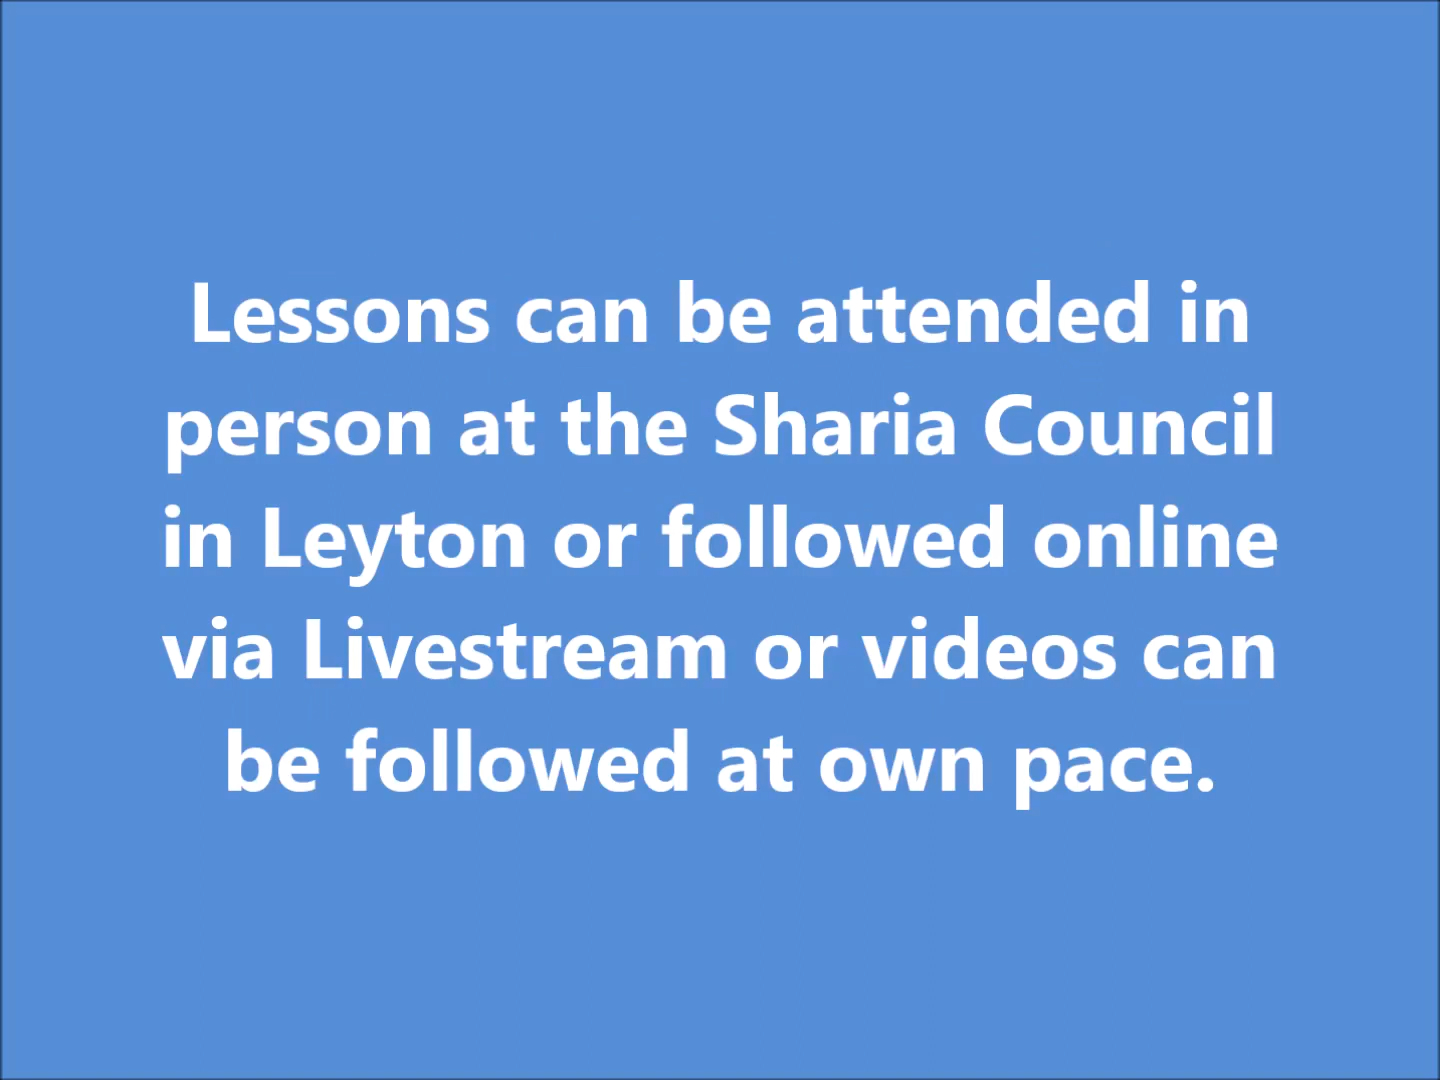 Lessons can be attended in
person at the Sharia Council
in Leyton or followed online
via Livestream or videos can
be followed at own pace.